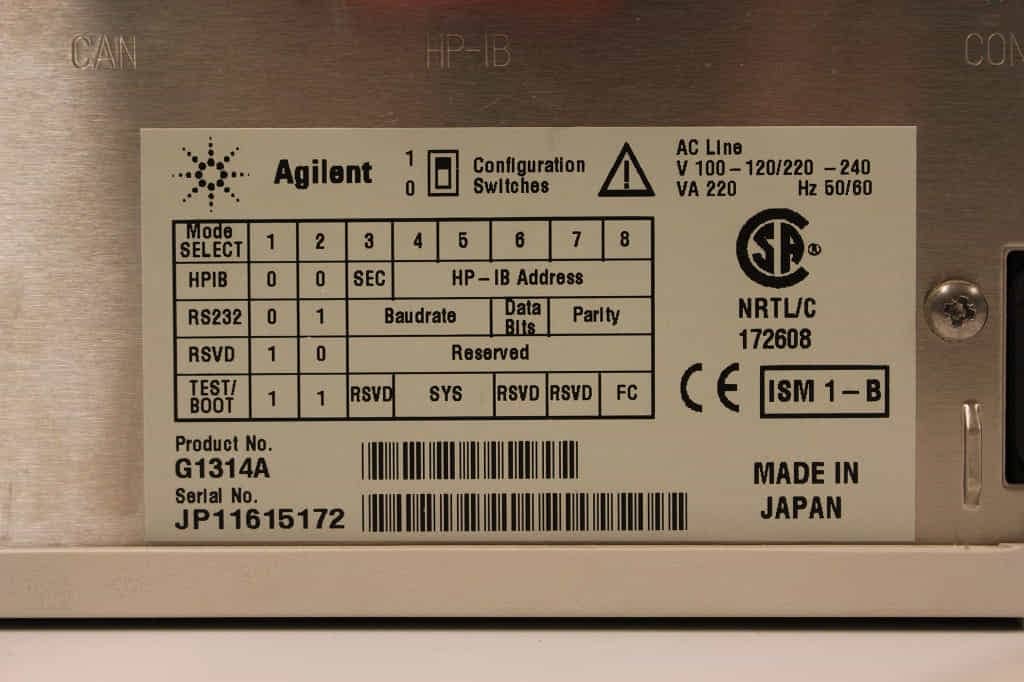 CAN HP-IB CON
Agilent
1
0
Configuration
Switches
AC Line
V 100-120/220-240
VA 220 Hz 50/60
Mode SELECT 1 2 3 4 5 6 7 8
HPIB 0 0 SEC HP-IB Address
RS232 0 1 Baudrate Data Bits Parity
RSVD 1 0 Reserved
TEST/BOOT 1 1 RSVD SYS RSVD RSVD FC
SA®
NRTL/C
172608
CE ISM 1-B
Product No.
G1314A
Serial No.
JP11615172
MADE IN
JAPAN